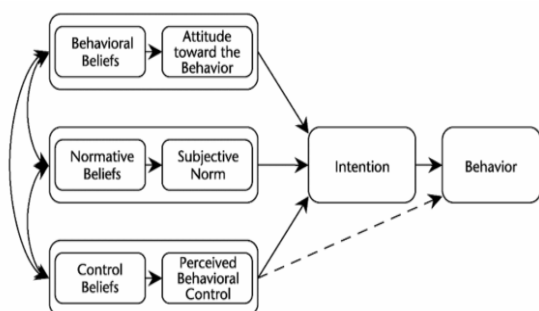 Behavioral
Beliefs
Attitude
toward the
Behavior
Normative
Beliefs
Subjective
Norm
Intention
Behavior
Control
Beliefs
Perceived
Behavioral
Control